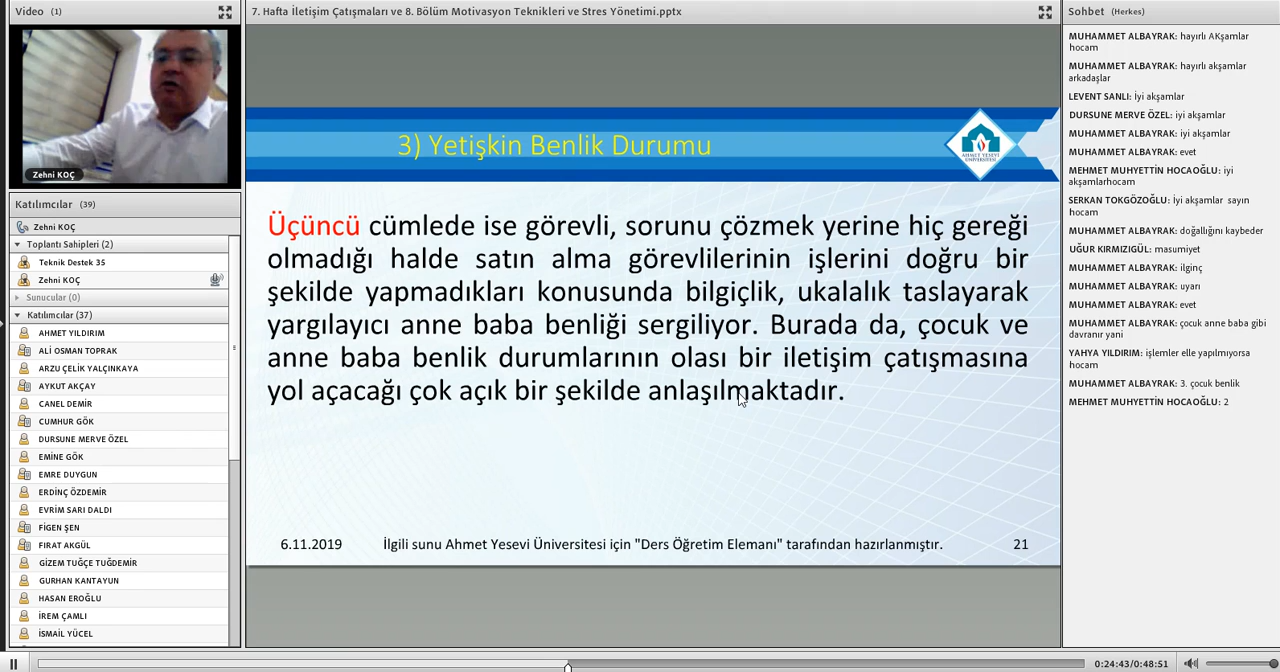 Video (1)
Zehni KOÇ
Katılımcılar (39)
Zehni KOÇ
Toplantı Sahipleri (2)
Teknik Destek 35
Zehni KOÇ
Sunucular (0)
Katılımcılar (37)
AHMET YILDIRIM
ALİ OSMAN TOPRAK
ARZU ÇELİK YALÇINKAYA
AYKUT AKÇAY
CANEL DEMİR
CUMHUR GÖK
DURSUNE MERVE ÖZEL
EMİNE GÖK
EMRE DUYGUN
ERDİNÇ ÖZDEMİR
EVRİM SARI DALDI
FİGEN ŞEN
FIRAT AKGÜL
GİZEM TUĞÇE TUĞDEMİR
GURHAN KANTAYUN
HASAN EROĞLU
İREM ÇAMLI
İSMAİL YÜCEL
7. Hafta İletişim Çatışmaları ve 8. Bölüm Motivasyon Teknikleri ve Stres Yönetimi.pptx
3) Yetişkin Benlik Durumu
AHMET YESEVİ
ÜNİVERSİTESİ
Üçüncü cümlede ise görevli, sorunu çözmek yerine hiç gereği
olmadığı halde satın alma görevlilerinin işlerini doğru bir
şekilde yapmadıkları konusunda bilgiçlik, ukalalık taslayarak
yargılayıcı anne baba benliği sergiliyor. Burada da, çocuk ve
anne baba benlik durumlarının olası bir iletişim çatışmasına
yol açacağı çok açık bir şekilde anlaşılmaktadır.
6.11.2019 İlgili sunu Ahmet Yesevi Üniversitesi için "Ders Öğretim Elemanı" tarafından hazırlanmıştır. 21
Sohbet (Herkes)
MUHAMMET ALBAYRAK: hayırlı AKşamlar
hocam
MUHAMMET ALBAYRAK: hayırlı akşamlar
arkadaşlar
LEVENT SANLI: İyi akşamlar
DURSUNE MERVE ÖZEL: iyi akşamlar
MUHAMMET ALBAYRAK: iyi akşamlar
MUHAMMET ALBAYRAK: evet
MEHMET MUHYETTİN HOCAOĞLU: iyi
akşamlarhocam
SERKAN TOKGÖZOĞLU: İyi akşamlar sayın
hocam
MUHAMMET ALBAYRAK: doğallığını kaybeder
UĞUR KIRMIZIGÜL: masumiyet
MUHAMMET ALBAYRAK: ilginç
MUHAMMET ALBAYRAK: uyarı
MUHAMMET ALBAYRAK: evet
MUHAMMET ALBAYRAK: çocuk anne baba gibi
davranır yani
YAHYA YILDIRIM: işlemler elle yapılmıyorsa
hocam
MUHAMMET ALBAYRAK: 3. çocuk benlik
MEHMET MUHYETTİN HOCAOĞLU: 2
0:24:43/0:48:51